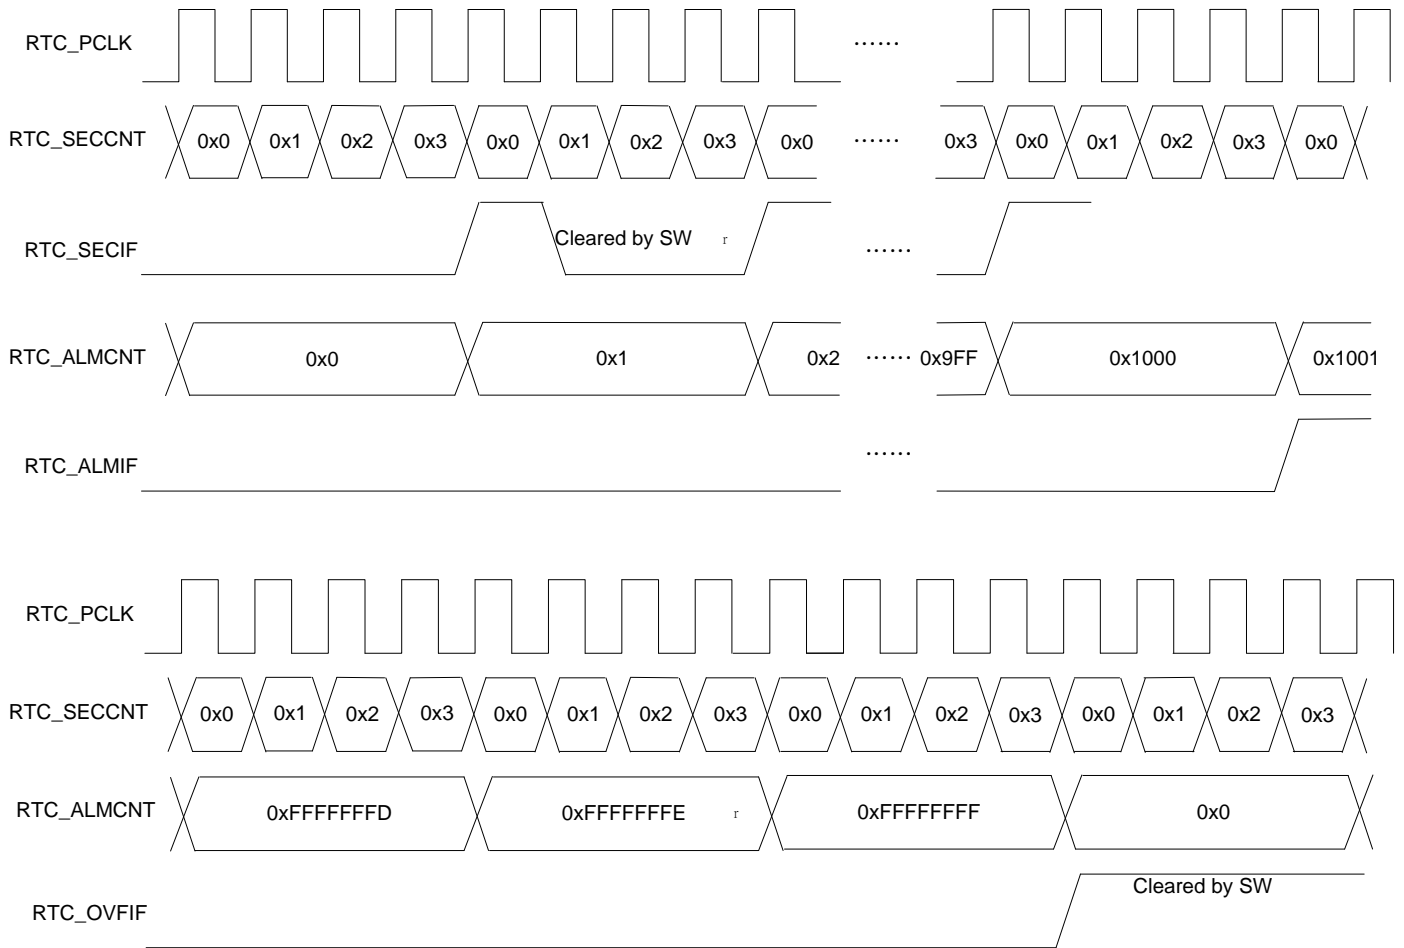 RTC_PCLK ······
RTC_SECCNT 0x0 0x1 0x2 0x3 0x0 0x1 0x2 0x3 0x0 ······ 0x3 0x0 0x1 0x2 0x3 0x0
RTC_SECIF Cleared by SW r ······
RTC_ALMCNT 0x0 0x1 0x2 ······ 0x9FF 0x1000 0x1001
RTC_ALMIF ······
RTC_PCLK
RTC_SECCNT 0x0 0x1 0x2 0x3 0x0 0x1 0x2 0x3 0x0 0x1 0x2 0x3 0x0 0x1 0x2 0x3
RTC_ALMCNT 0xFFFFFFFD 0xFFFFFFFE r 0xFFFFFFFF 0x0
RTC_OVFIF Cleared by SW